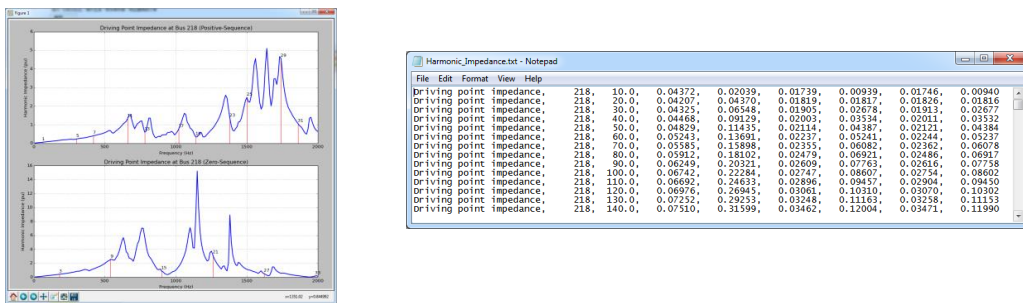 Figure 1
Driving Point Impedance at Bus 218 (Positive-Sequence)
Harmonic Impedance (pu)
Frequency (Hz)
Driving Point Impedance at Bus 218 (Zero-Sequence)
Harmonic Impedance (pu)
Frequency (Hz)
Harmonic_Impedance.txt - Notepad
File Edit Format View Help
Driving point impedance, 218, 10.0, 0.04372, 0.02039, 0.01739, 0.00939, 0.01746, 0.00940
Driving point impedance, 218, 20.0, 0.04207, 0.04370, 0.01819, 0.01817, 0.01826, 0.01816
Driving point impedance, 218, 30.0, 0.04325, 0.06548, 0.01905, 0.02678, 0.01913, 0.02677
Driving point impedance, 218, 40.0, 0.04468, 0.09129, 0.02003, 0.03534, 0.02011, 0.03532
Driving point impedance, 218, 50.0, 0.04829, 0.11435, 0.02114, 0.04387, 0.02121, 0.04384
Driving point impedance, 218, 60.0, 0.05243, 0.13691, 0.02237, 0.05241, 0.02244, 0.05237
Driving point impedance, 218, 70.0, 0.05585, 0.15898, 0.02355, 0.06082, 0.02362, 0.06078
Driving point impedance, 218, 80.0, 0.05912, 0.18102, 0.02479, 0.06921, 0.02486, 0.06917
Driving point impedance, 218, 90.0, 0.06249, 0.20321, 0.02609, 0.07763, 0.02616, 0.07758
Driving point impedance, 218, 100.0, 0.06742, 0.22284, 0.02747, 0.08607, 0.02754, 0.08602
Driving point impedance, 218, 110.0, 0.06692, 0.24633, 0.02896, 0.09457, 0.02904, 0.09450
Driving point impedance, 218, 120.0, 0.06976, 0.26945, 0.03061, 0.10310, 0.03070, 0.10302
Driving point impedance, 218, 130.0, 0.07252, 0.29253, 0.03248, 0.11163, 0.03258, 0.11153
Driving point impedance, 218, 140.0, 0.07510, 0.31599, 0.03462, 0.12004, 0.03471, 0.11990